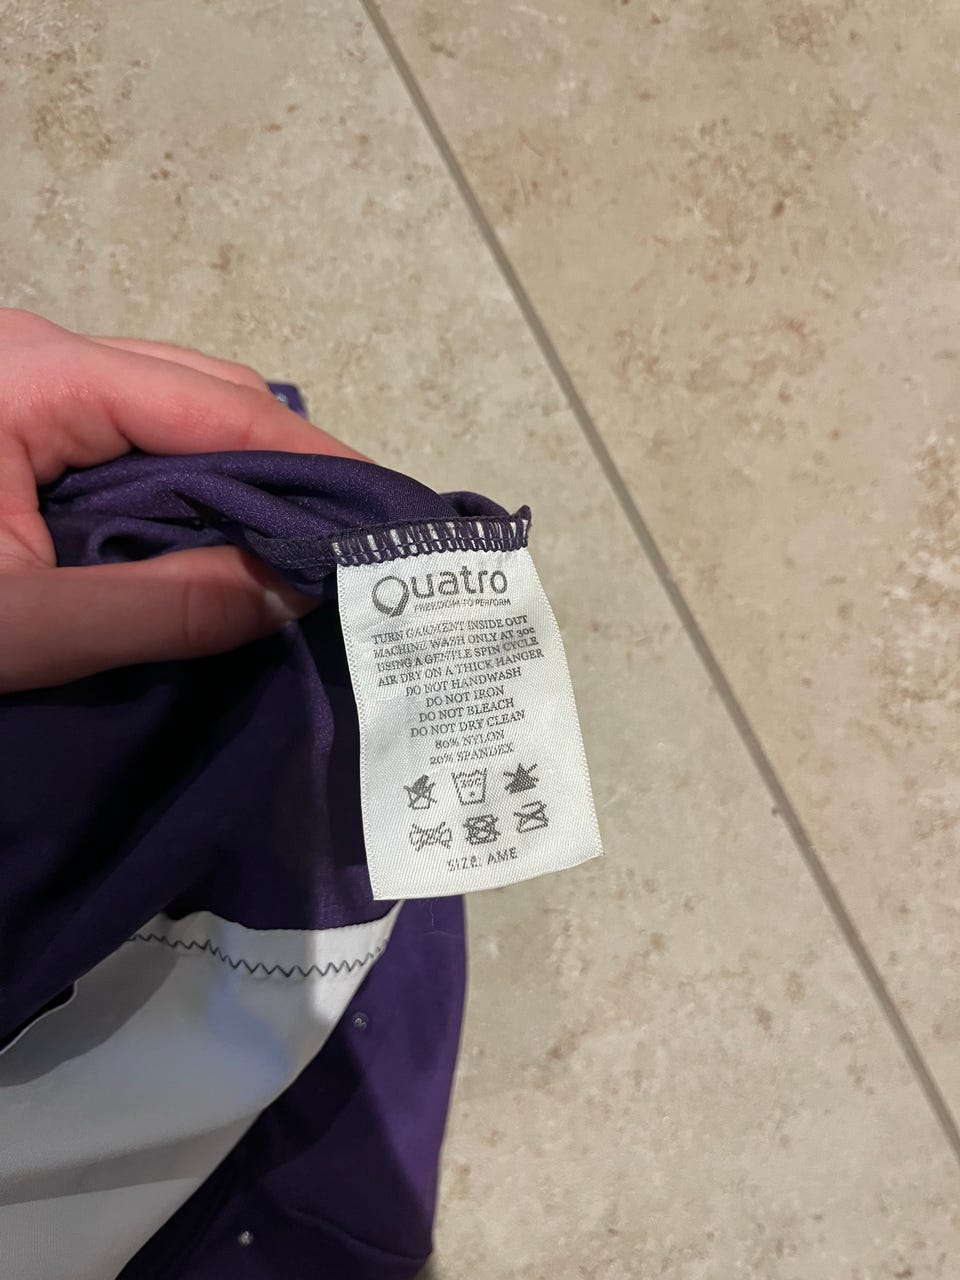 Quatro
FREEDOM TO PERFORM
TURN GARMENT INSIDE OUT
MACHINE WASH ONLY AT 30c
USING A GENTLE SPIN CYCLE
AIR DRY ON A THICK HANGER
DO NOT HANDWASH
DO NOT IRON
DO NOT BLEACH
DO NOT DRY CLEAN
80% NYLON
20% SPANDEX
30C
SIZE: AME